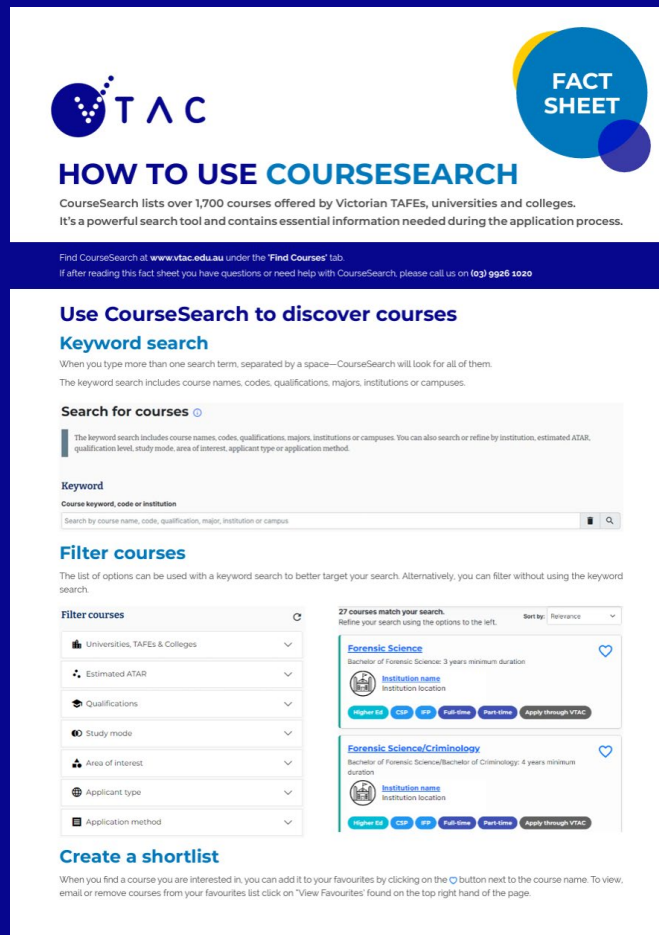 VTAC
FACT
SHEET
HOW TO USE COURSESEARCH
CourseSearch lists over 1,700 courses offered by Victorian TAFEs, universities and colleges.
It's a powerful search tool and contains essential information needed during the application process.
Find CourseSearch at www.vtac.edu.au under the 'Find Courses' tab.
If after reading this fact sheet you have questions or need help with CourseSearch, please call us on (03) 9926 1020
Use CourseSearch to discover courses
Keyword search
When you type more than one search term, separated by a space—CourseSearch will look for all of them.
The keyword search includes course names, codes, qualifications, majors, institutions or campuses.
Search for courses
The keyword search includes course names, codes, qualifications, majors, institutions or campuses. You can also search or refine by institution, estimated ATAR,
qualification level, study mode, area of interest, applicant type or application method.
Keyword
Course keyword, code or institution
Search by course name, code, qualification, major, institution or campus
Filter courses
The list of options can be used with a keyword search to better target your search. Alternatively, you can filter without using the keyword
search.
Filter courses
Universities, TAFEs & Colleges
Estimated ATAR
Qualifications
Study mode
Area of interest
Applicant type
Application method
27 courses match your search.
Refine your search using the options to the left.
Sort by: Relevance
Forensic Science
Bachelor of Forensic Science: 3 years minimum duration
Institution name
Institution location
Higher Ed CSP IFP Full-time Part-time Apply through VTAC
Forensic Science/Criminology
Bachelor of Forensic Science/Bachelor of Criminology: 4 years minimum
duration
Institution name
Institution location
Higher Ed CSP IFP Full-time Part-time Apply through VTAC
Create a shortlist
When you find a course you are interested in, you can add it to your favourites by clicking on the button next to the course name. To view,
email or remove courses from your favourites list click on "View Favourites' found on the top right hand of the page.